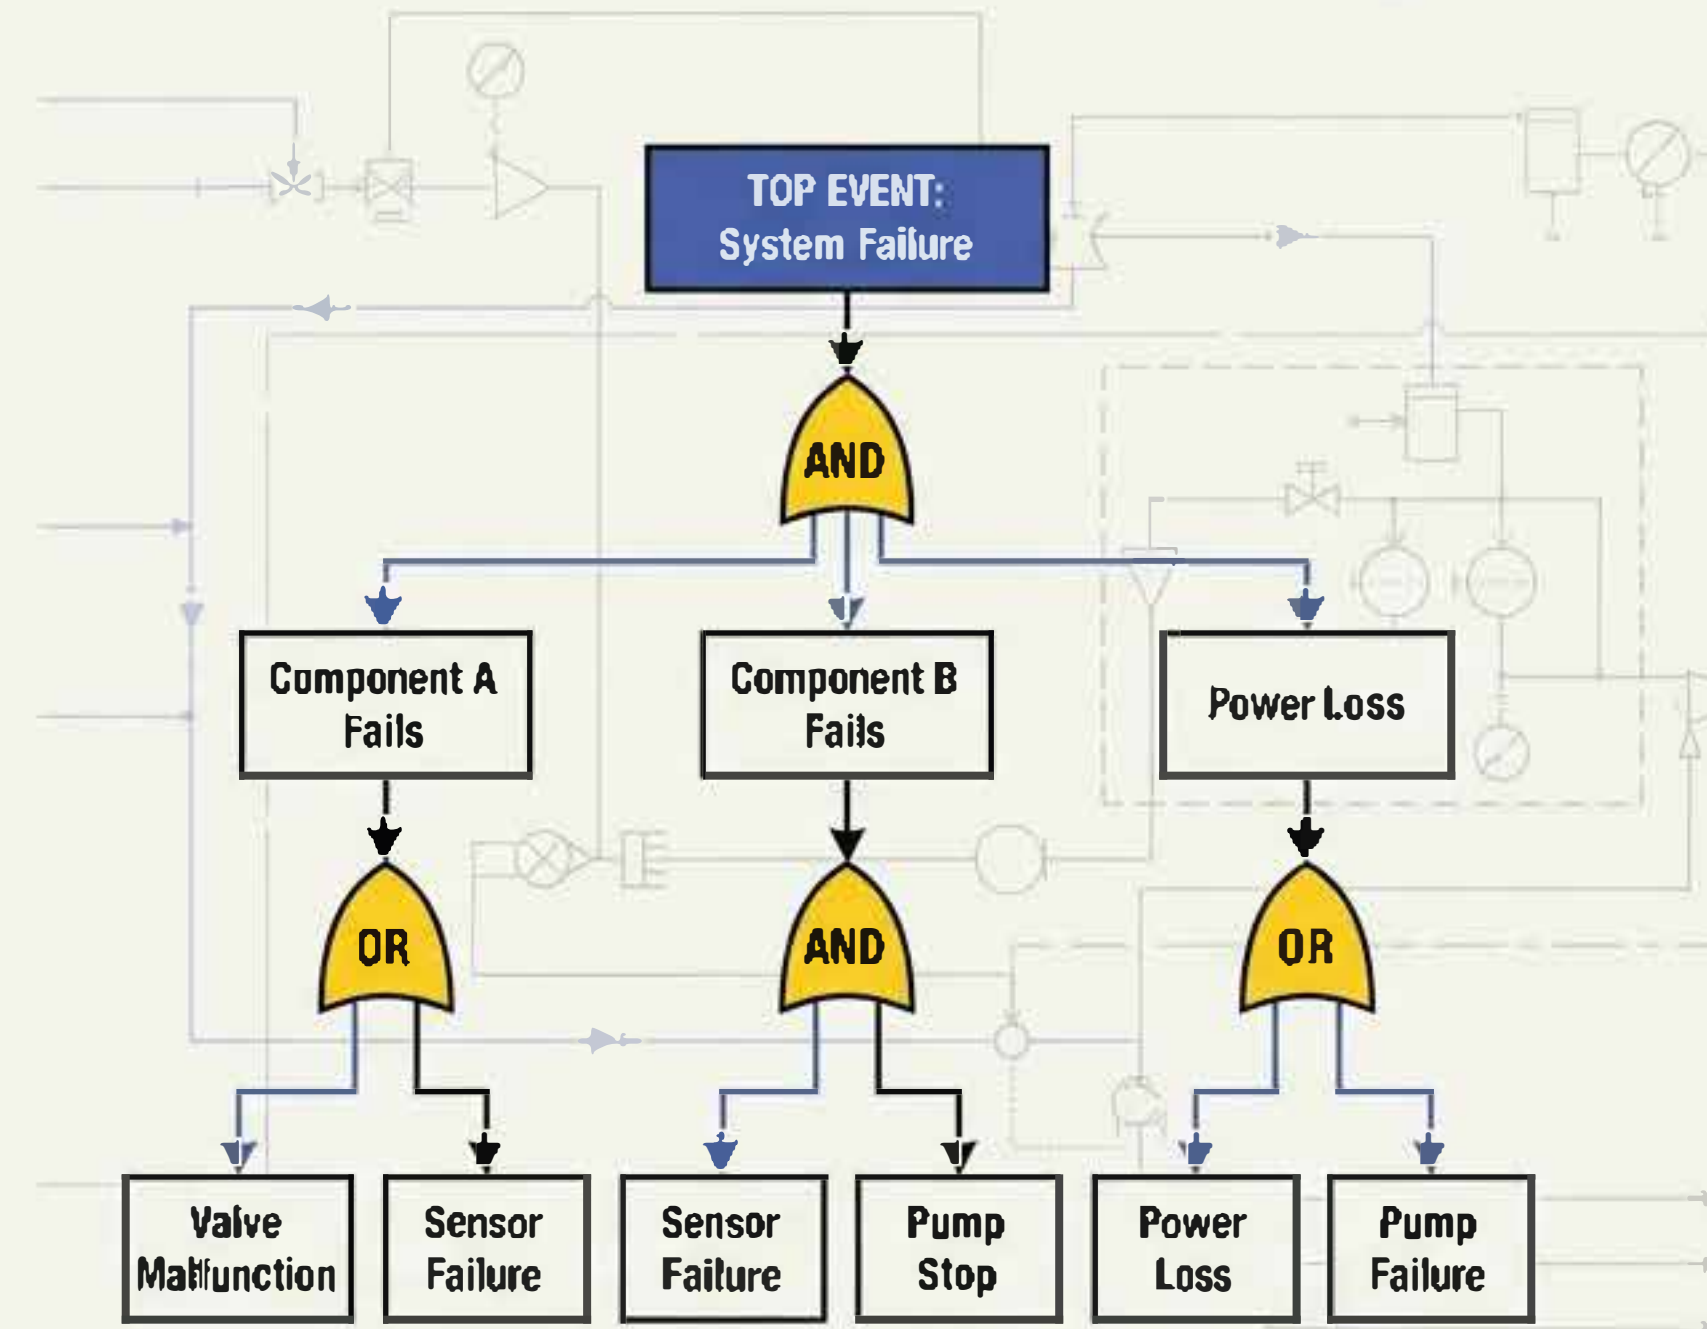 TOP EVENT:
System Failure
AND
Component A
Fails
Component B
Fails
Power Loss
OR
AND
OR
Valve
Malfunction
Sensor
Failure
Sensor
Failure
Pump
Stop
Power
Loss
Pump
Failure